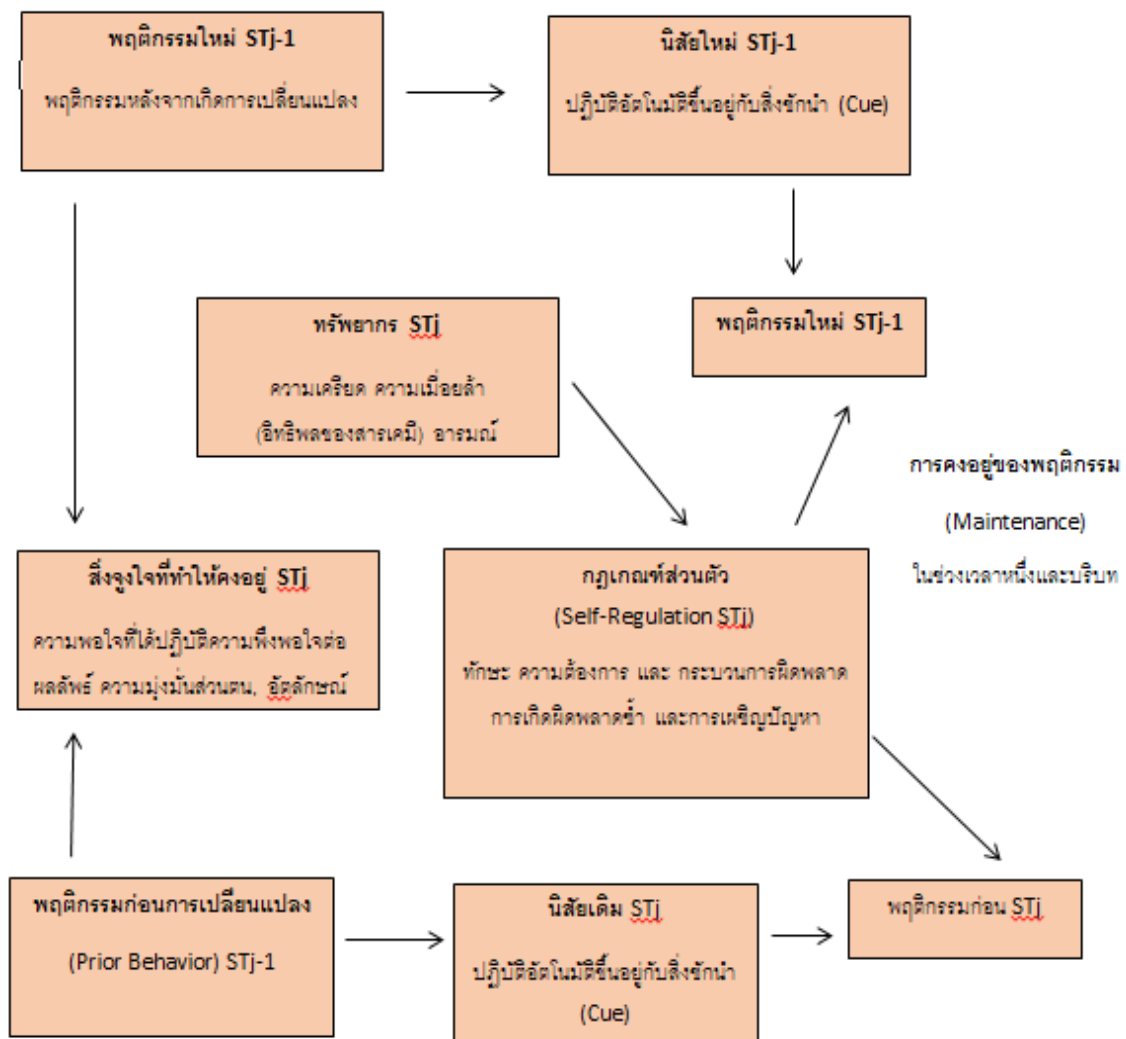 พฤติกรรมใหม่ STj-1
พฤติกรรมหลังจากเกิดการเปลี่ยนแปลง
นิสัยใหม่ STj-1
ปฏิบัติอัตโนมัติขึ้นอยู่กับสิ่งชักนำ (Cue)
ทรัพยากร STj
ความเครียด ความเมื่อยล้า
(อิทธิพลของสารเคมี) อารมณ์
พฤติกรรมใหม่ STj-1
การคงอยู่ของพฤติกรรม
(Maintenance)
ในช่วงเวลาหนึ่งและบริบท
สิ่งจูงใจที่ทำให้คงอยู่ STj
ความพอใจที่ได้ปฏิบัติความพึงพอใจต่อ
ผลลัพธ์ ความมุ่งมั่นส่วนตน, อัตลักษณ์
กฎเกณฑ์ส่วนตัว
(Self-Regulation STj)
ทักษะ ความต้องการ และ กระบวนการผิดพลาด
การเกิดผิดพลาดซ้ำ และการเผชิญปัญหา
พฤติกรรมก่อนการเปลี่ยนแปลง
(Prior Behavior) STj-1
นิสัยเดิม STj
ปฏิบัติอัตโนมัติขึ้นอยู่กับสิ่งชักนำ
(Cue)
พฤติกรรมก่อน STj